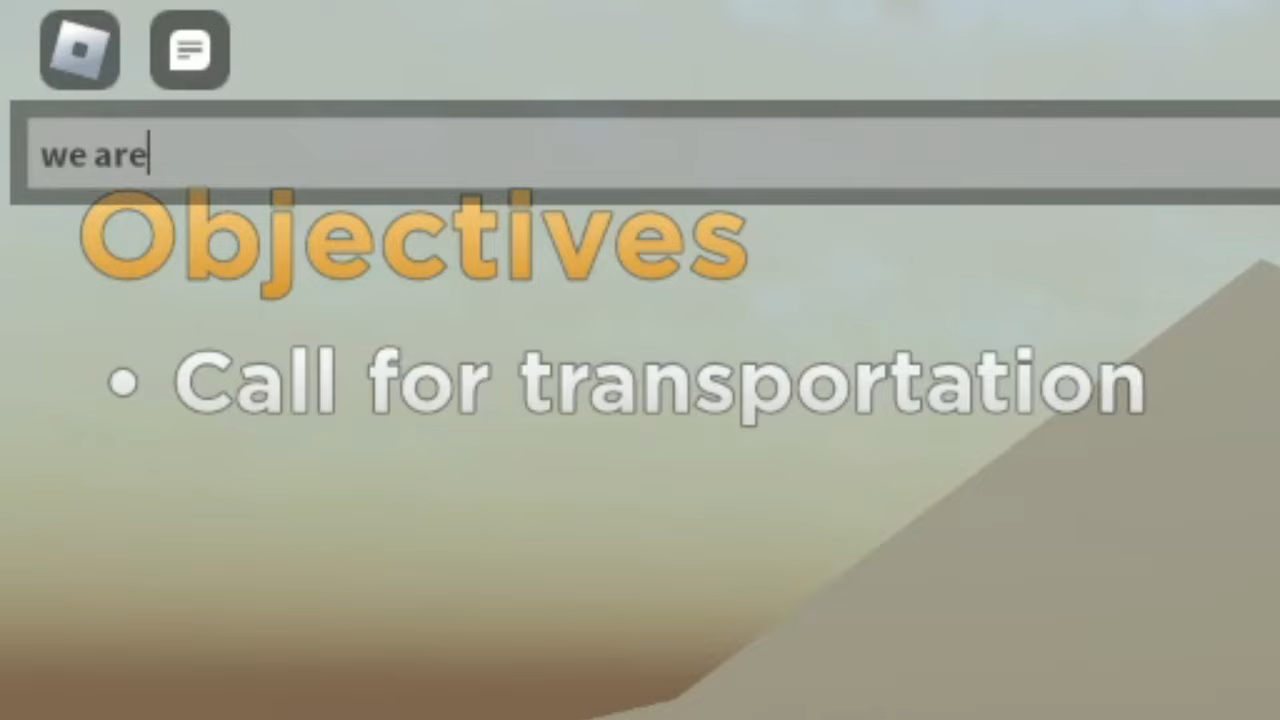 we are
Objectives
• Call for transportation